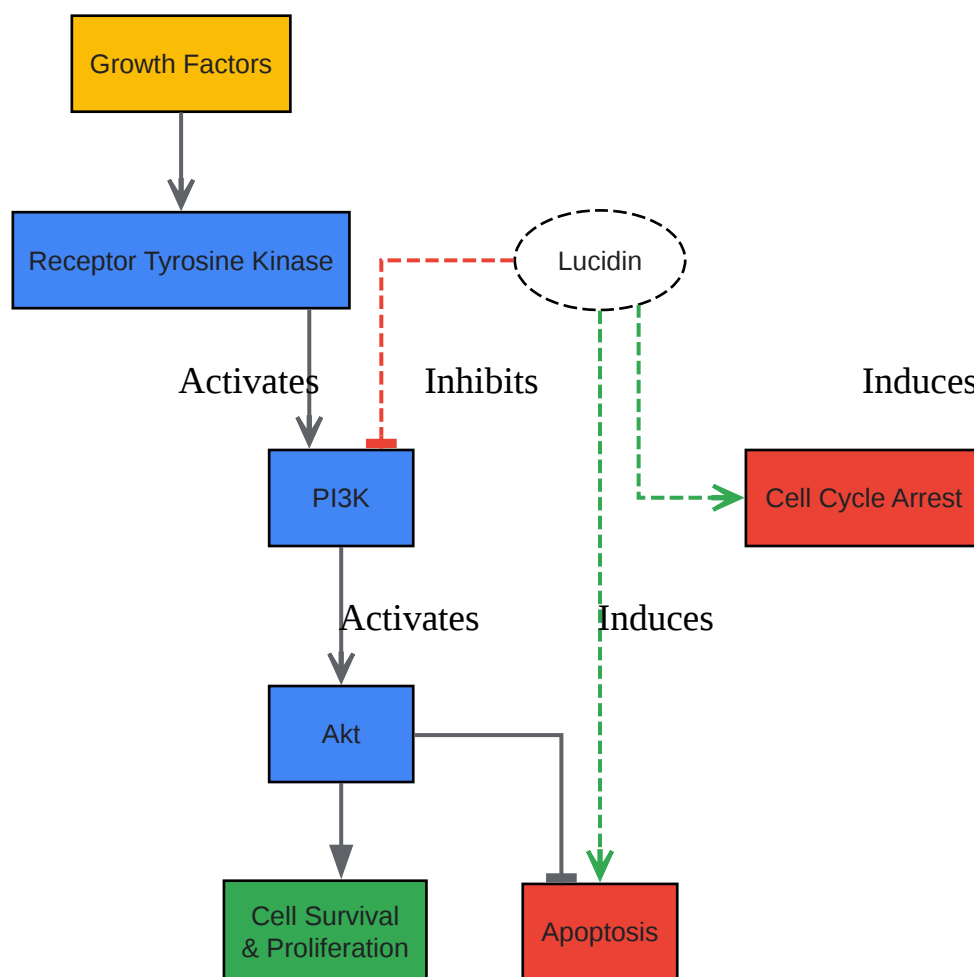 Growth Factors
Receptor Tyrosine Kinase
Lucidin
Activates
Inhibits
Induces
PI3K
Cell Cycle Arrest
Activates
Induces
Akt
Cell Survival
& Proliferation
Apoptosis